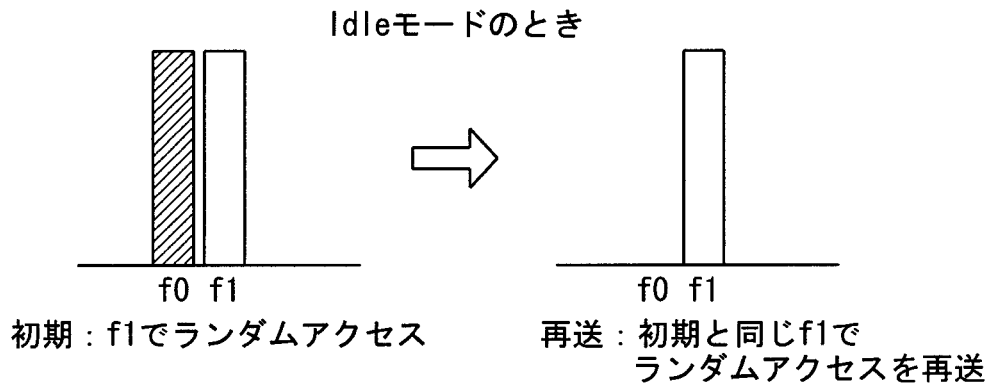 Idleモードのとき
f0 f1
f0 f1
初期：f1でランダムアクセス
再送：初期と同じf1で
ランダムアクセスを再送